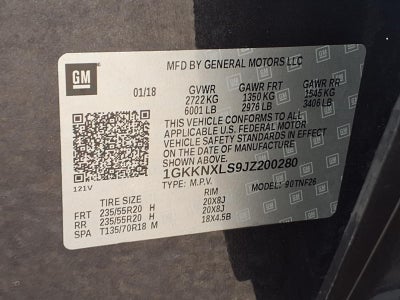 GM
MFD BY GENERAL MOTORS LLC
01/18 GVWR GAWR FRT GAWR RR
2722 KG 1350 KG 1545 KG
6001 LB 2976 LB 3406 LB
THIS VEHICLE CONFORMS TO ALL
APPLICABLE U.S. FEDERAL MOTOR
VEHICLE SAFETY STANDARDS IN EFFECT
ON THE DATE OF MANUFACTURE
SHOWN ABOVE.
1GKKNXLS9JZ200280
121V TYPE: M.P.V. MODEL: 90TNF26
TIRE SIZE RIM
FRT 235/55R20 H 20X8J
RR 235/55R20 H 20X8J
SPA T135/70R18 M 18X4.5B